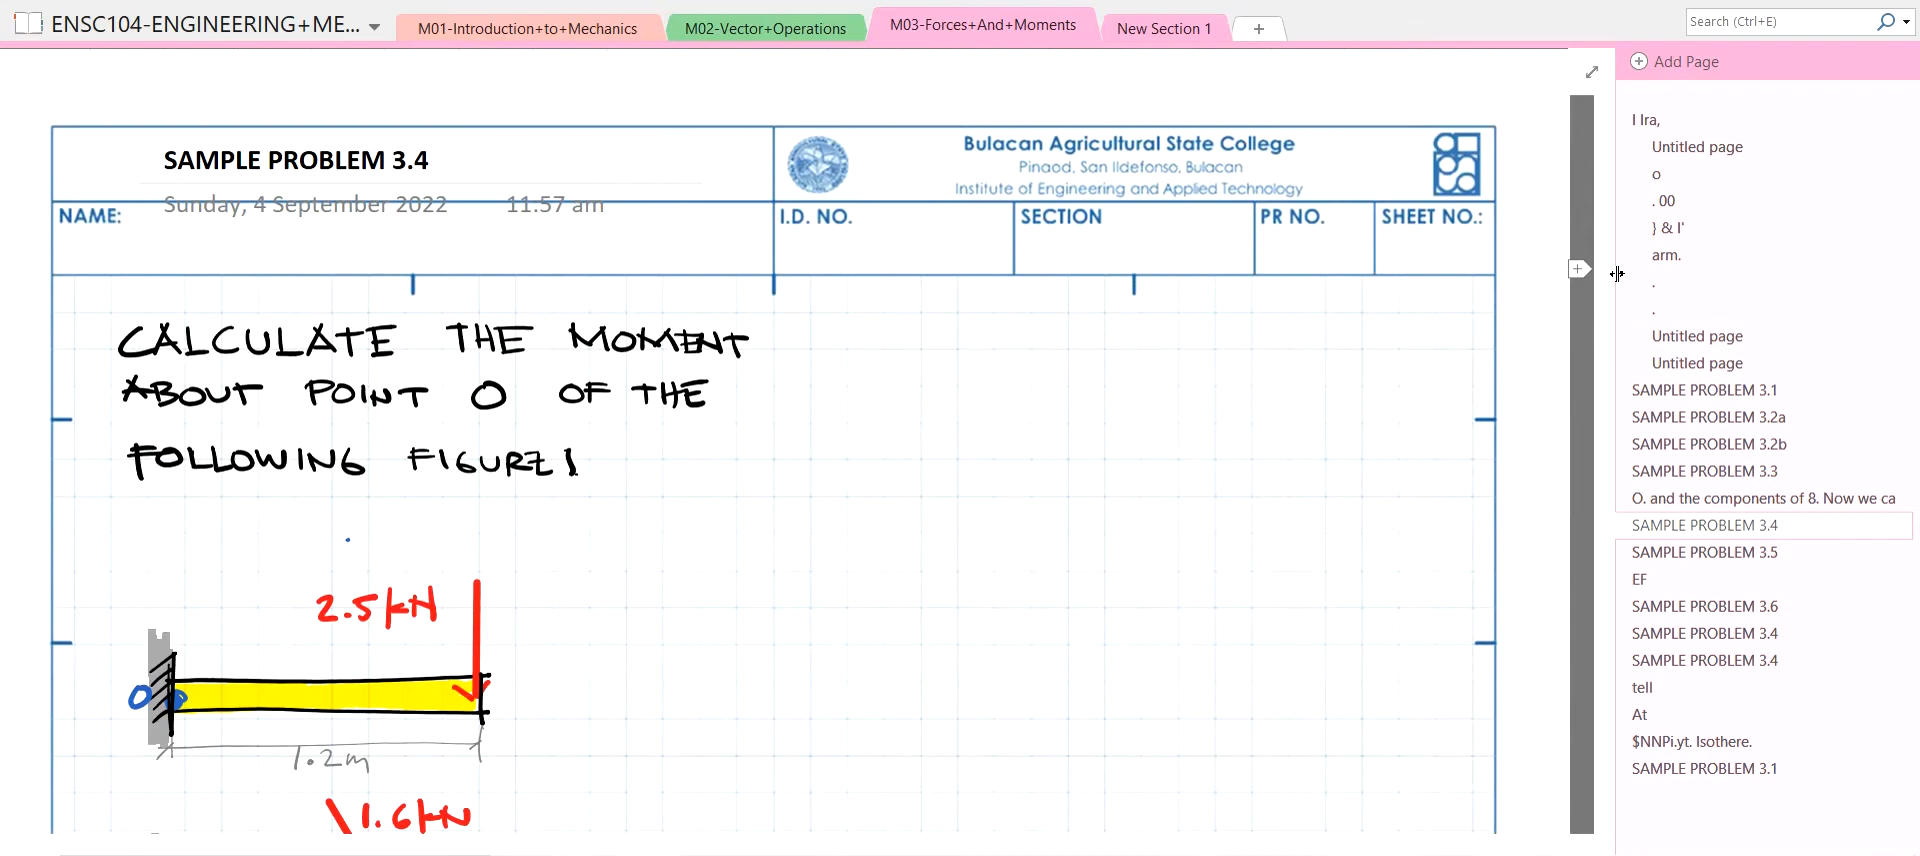 ENSC104-ENGINEERING+ME...
M01-Introduction+to+Mechanics
M02-Vector+Operations
M03-Forces+And+Moments
New Section 1
+
Search (Ctrl+E)
Add Page
SAMPLE PROBLEM 3.4
Sunday, 4 September 2022 11:57 am
Bulacan Agricultural State College
Pinaod, San Ildefonso, Bulacan
Institute of Engineering and Applied Technology
NAME:
I.D. NO.
SECTION
PR NO.
SHEET NO.:
CALCULATE THE MOMENT
ABOUT POINT O OF THE
FOLLOWING FIGURE
2.5 kN
O
1.2m
1.6kN
I Ira,
Untitled page
o
. 00
} & I'
arm.
.
.
Untitled page
Untitled page
SAMPLE PROBLEM 3.1
SAMPLE PROBLEM 3.2a
SAMPLE PROBLEM 3.2b
SAMPLE PROBLEM 3.3
O. and the components of 8. Now we ca
SAMPLE PROBLEM 3.4
SAMPLE PROBLEM 3.5
EF
SAMPLE PROBLEM 3.6
SAMPLE PROBLEM 3.4
SAMPLE PROBLEM 3.4
tell
At
$NNPi.yt. Isothere.
SAMPLE PROBLEM 3.1